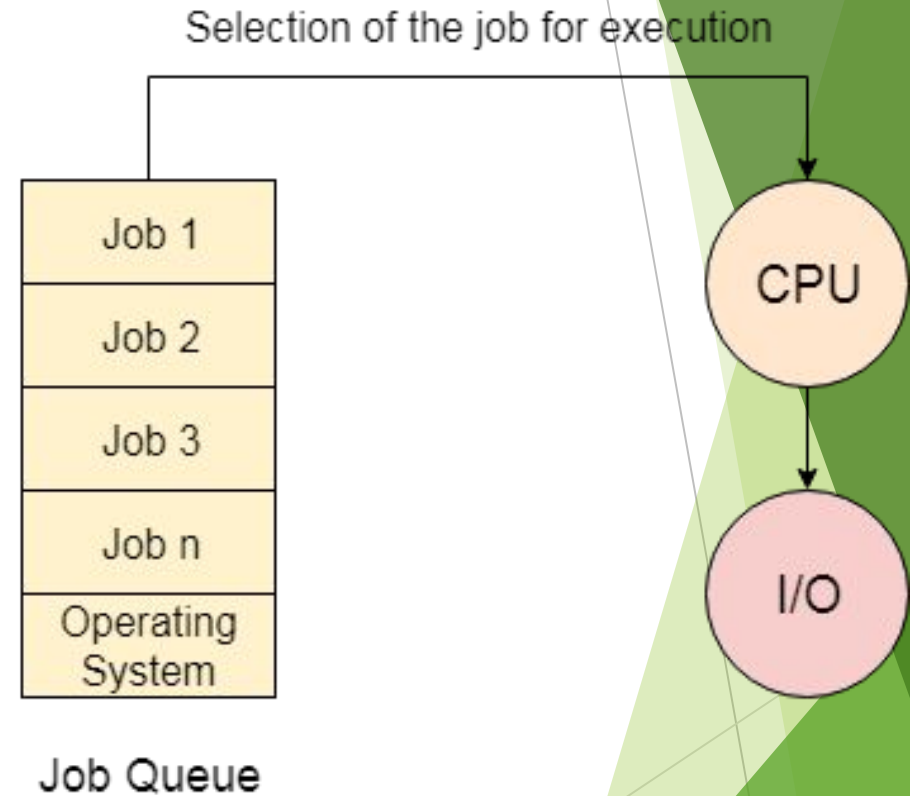 Selection of the job for execution
Job 1
Job 2
Job 3
Job n
Operating
System
Job Queue
CPU
I/O